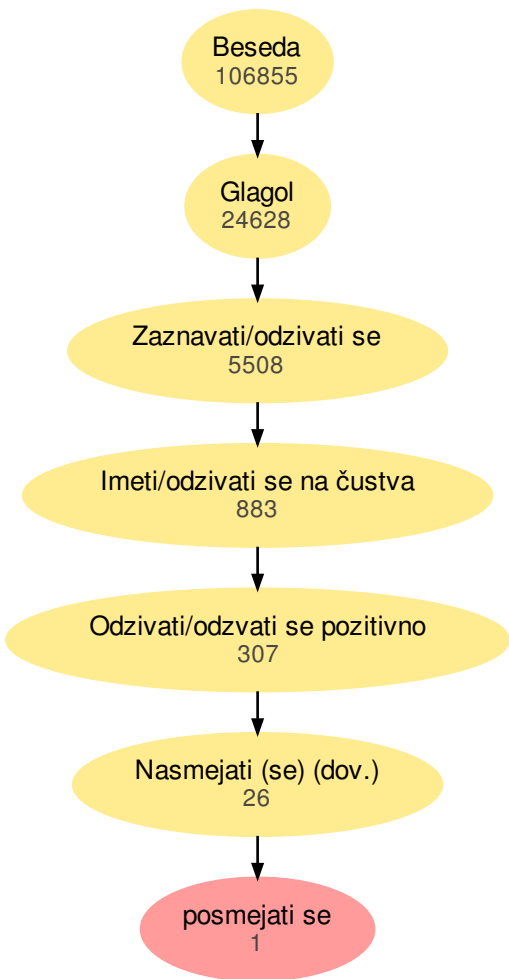 Beseda
106855
Glagol
24628
Zaznavati/odzivati se
5508
Imeti/odzivati se na čustva
883
Odzivati/odzvati se pozitivno
307
Nasmejati (se) (dov.)
26
posmejati se
1